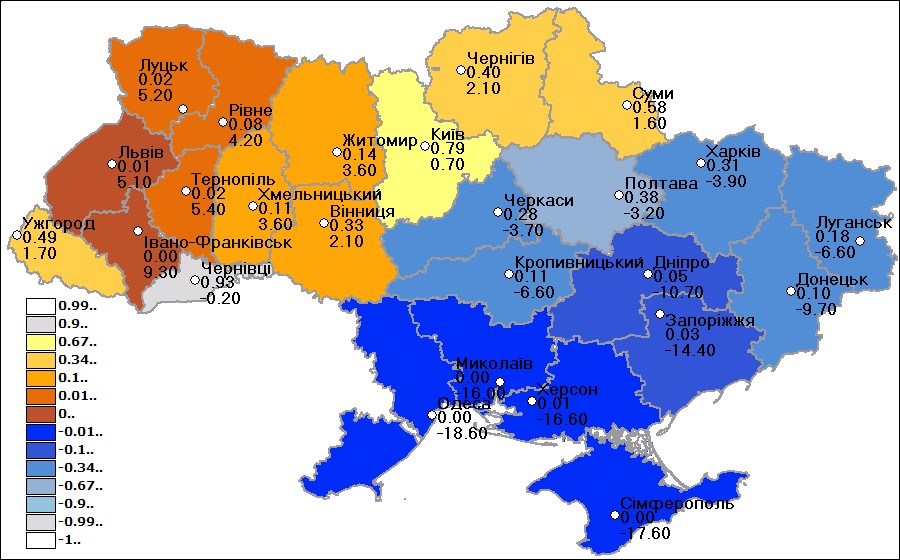 Луцьк
0.02
5.20
Рівне
0.08
4.20
Житомир
0.14
3.60
Київ
0.79
0.70
Чернігів
0.40
2.10
Суми
0.58
1.60
Львів
0.01
5.10
Тернопіль
0.02
5.40
Хмельницький
0.11
3.60
Вінниця
0.33
2.10
Черкаси
0.28
-3.70
Полтава
0.38
-3.20
Харків
0.31
-3.90
Ужгород
0.49
1.70
Івано-Франківськ
0.00
9.30
Чернівці
0.93
-0.20
Кропивницький
0.11
-6.60
Дніпро
0.05
-10.70
Луганськ
0.18
-6.60
Донецьк
0.10
-9.70
Запоріжжя
0.03
-14.40
Миколаїв
0.00
-16.00
Херсон
0.01
-16.60
Одеса
0.00
-18.60
Сімферополь
0.00
-17.60
0.99..
0.9..
0.67..
0.34..
0.1..
0.01..
0..
-0.01..
-0.1..
-0.34..
-0.67..
-0.9..
-0.99..
-1..